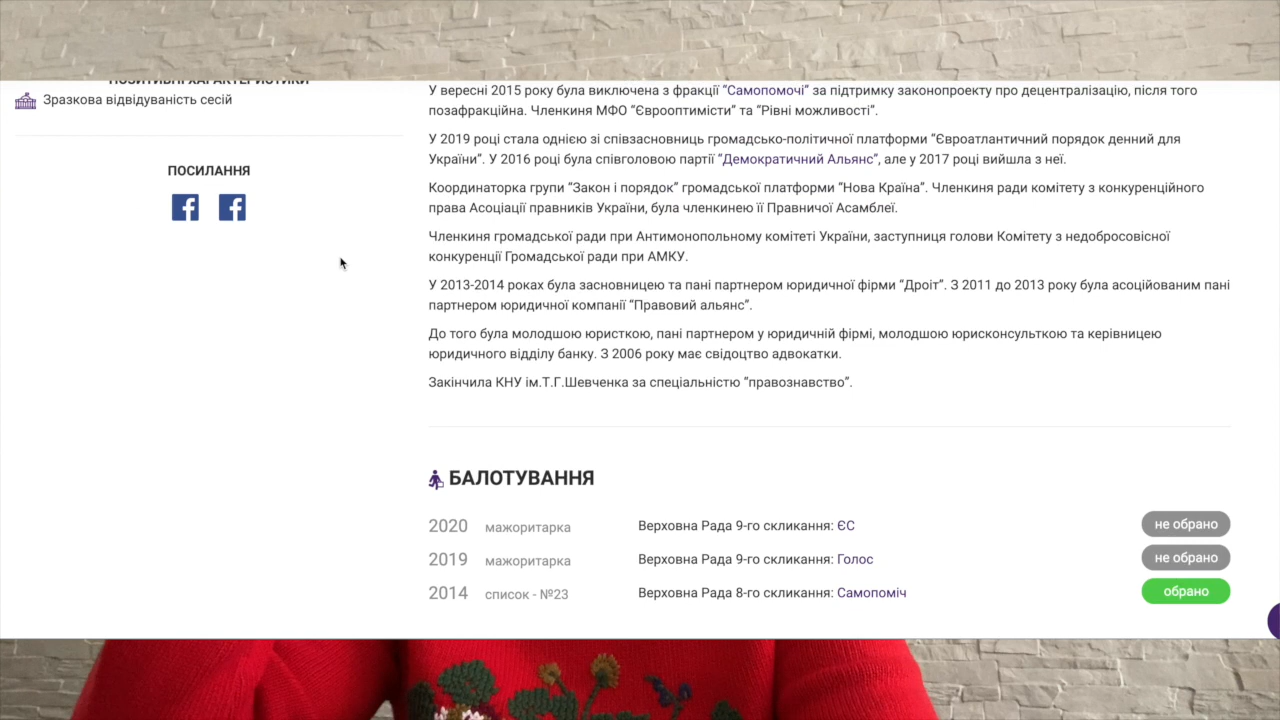 ПОЗИТИВНІ ХАРАКТЕРИСТИКИ
Зразкова відвідуваність сесій
ПОСИЛАННЯ
У вересні 2015 року була виключена з фракції “Самопомочі” за підтримку законопроекту про децентралізацію, після того
позафракційна. Членкиня МФО “Єврооптимісти” та “Рівні можливості”.
У 2019 році стала однією зі співзасновниць громадсько-політичної платформи “Євроатлантичний порядок денний для
України”. У 2016 році була співголовою партії “Демократичний Альянс”, але у 2017 році вийшла з неї.
Координаторка групи “Закон і порядок” громадської платформи “Нова Країна”. Членкиня ради комітету з конкуренційного
права Асоціації правників України, була членкинею її Правничої Асамблеї.
Членкиня громадської ради при Антимонопольному комітеті України, заступниця голови Комітету з недобросовісної
конкуренції Громадської ради при АМКУ.
У 2013-2014 роках була засновницею та пані партнером юридичної фірми “Дроіт”. З 2011 до 2013 року була асоційованим пані
партнером юридичної компанії “Правовий альянс”.
До того була молодшою юристкою, пані партнером у юридичній фірмі, молодшою юрисконсульткою та керівницею
юридичного відділу банку. З 2006 року має свідоцтво адвокатки.
Закінчила КНУ ім.Т.Г.Шевченка за спеціальністю “правознавство”.
БАЛОТУВАННЯ
2020 мажоритарка Верховна Рада 9-го скликання: ЄС не обрано
2019 мажоритарка Верховна Рада 9-го скликання: Голос не обрано
2014 список - №23 Верховна Рада 8-го скликання: Самопоміч обрано